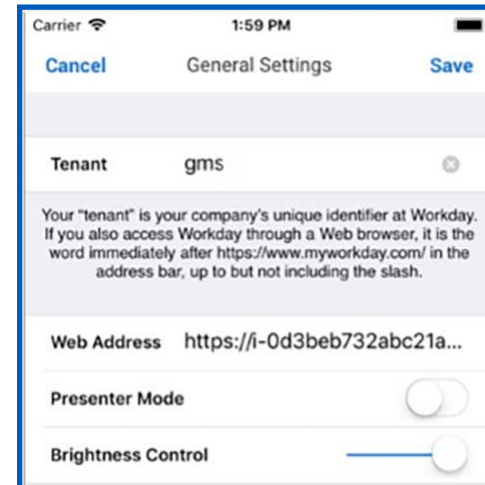 Carrier 1:59 PM
Cancel General Settings Save
Tenant gms
Your "tenant" is your company's unique identifier at Workday.
If you also access Workday through a Web browser, it is the
word immediately after https://www.myworkday.com/ in the
address bar, up to but not including the slash.
Web Address https://i-0d3beb732abc21a...
Presenter Mode
Brightness Control